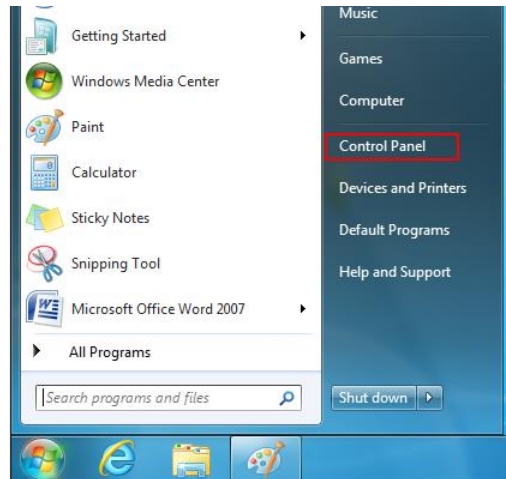 Getting Started
Windows Media Center
Paint
Calculator
Sticky Notes
Snipping Tool
Microsoft Office Word 2007
All Programs
Search programs and files
Music
Games
Computer
Control Panel
Devices and Printers
Default Programs
Help and Support
Shut down